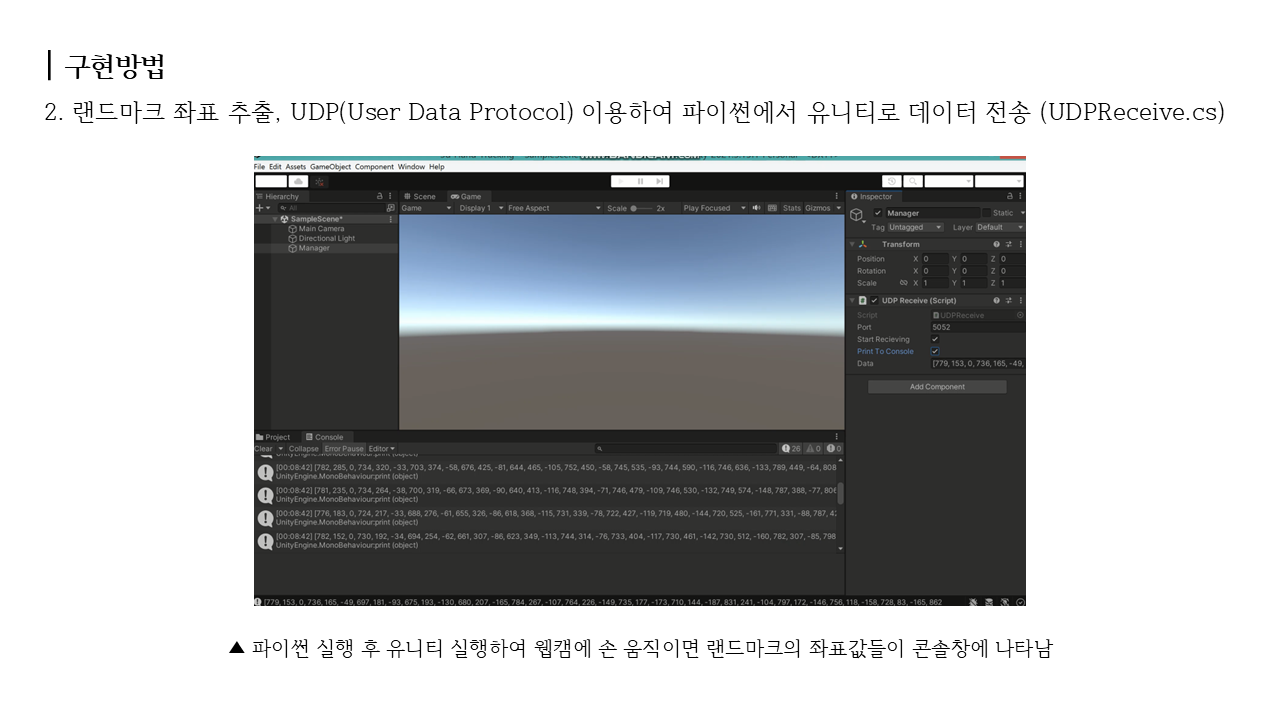 구현방법
2. 랜드마크 좌표 추출, UDP(User Data Protocol) 이용하여 파이썬에서 유니티로 데이터 전송 (UDPReceive.cs)
File Edit Assets GameObject Component Window Help
Hierarchy
All
SampleScene*
Main Camera
Directional Light
Manager
Scene Game
Game Display 1 Free Aspect Scale 2x Play Focused Stats Gizmos
Inspector
Manager Static
Tag Untagged Layer Default
Transform
Position X 0 Y 0 Z 0
Rotation X 0 Y 0 Z 0
Scale X 1 Y 1 Z 1
UDP Receive (Script)
Script UDPReceive
Port 5052
Start Recieving
Print To Console
Data [779, 153, 0, 736, 165, -49,
Add Component
Project Console
Clear Collapse Error Pause Editor 26 0 0
UnityEngine.MonoBehaviour:print (object)
[00:08:42] [782, 285, 0, 734, 320, -33, 703, 374, -58, 676, 425, -81, 644, 465, -105, 752, 450, -58, 745, 535, -93, 744, 590, -116, 746, 636, -133, 789, 449, -64, 808
UnityEngine.MonoBehaviour:print (object)
[00:08:42] [781, 235, 0, 734, 264, -38, 700, 319, -66, 673, 369, -90, 640, 413, -116, 748, 394, -71, 746, 479, -109, 746, 530, -132, 749, 574, -148, 787, 388, -77, 806
UnityEngine.MonoBehaviour:print (object)
[00:08:42] [776, 183, 0, 724, 217, -33, 688, 276, -61, 655, 326, -86, 618, 368, -115, 731, 339, -78, 722, 427, -119, 719, 480, -144, 720, 525, -161, 771, 331, -88, 787,
UnityEngine.MonoBehaviour:print (object)
[00:08:42] [782, 152, 0, 730, 192, -34, 694, 254, -62, 661, 307, -86, 623, 349, -113, 744, 314, -76, 733, 404, -117, 730, 461, -142, 730, 512, -160, 782, 307, -85, 798
UnityEngine.MonoBehaviour:print (object)
[779, 153, 0, 736, 165, -49, 697, 181, -93, 675, 193, -130, 680, 207, -165, 784, 267, -107, 764, 226, -149, 735, 177, -173, 710, 144, -187, 831, 241, -104, 797, 172, -146, 756, 118, -158, 728, 83, -165, 862
▲ 파이썬 실행 후 유니티 실행하여 웹캠에 손 움직이면 랜드마크의 좌표값들이 콘솔창에 나타남